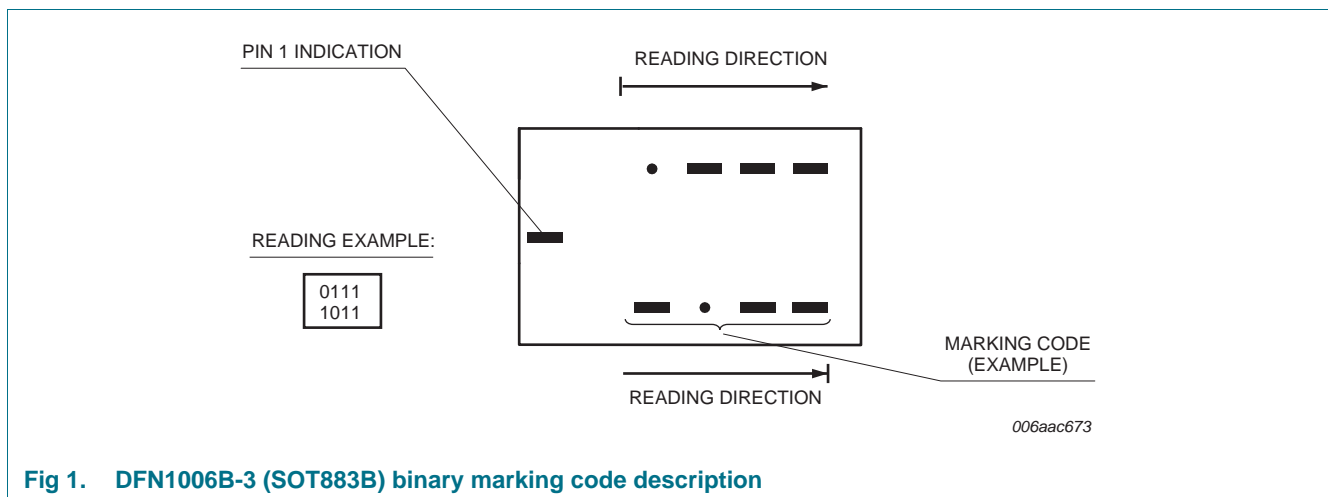 PIN 1 INDICATION
READING DIRECTION
READING EXAMPLE:
0111
1011
MARKING CODE
(EXAMPLE)
READING DIRECTION
006aac673
Fig 1. DFN1006B-3 (SOT883B) binary marking code description